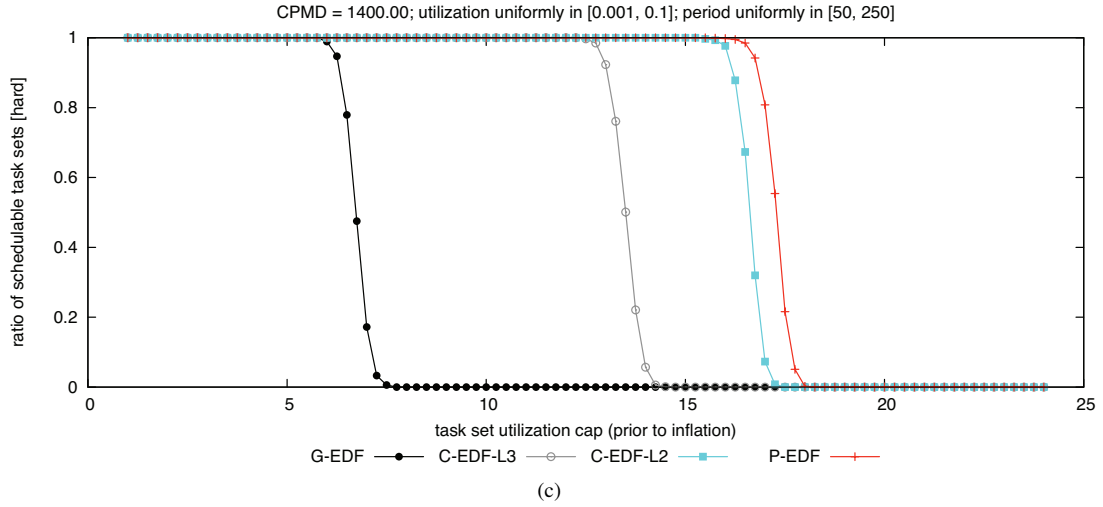 CPMD = 1400.00; utilization uniformly in [0.001, 0.1]; period uniformly in [50, 250]
ratio of schedulable task sets [hard]
1
0.8
0.6
0.4
0.2
0
0 5 10 15 20 25
task set utilization cap (prior to inflation)
G-EDF C-EDF-L3 C-EDF-L2 P-EDF
(c)